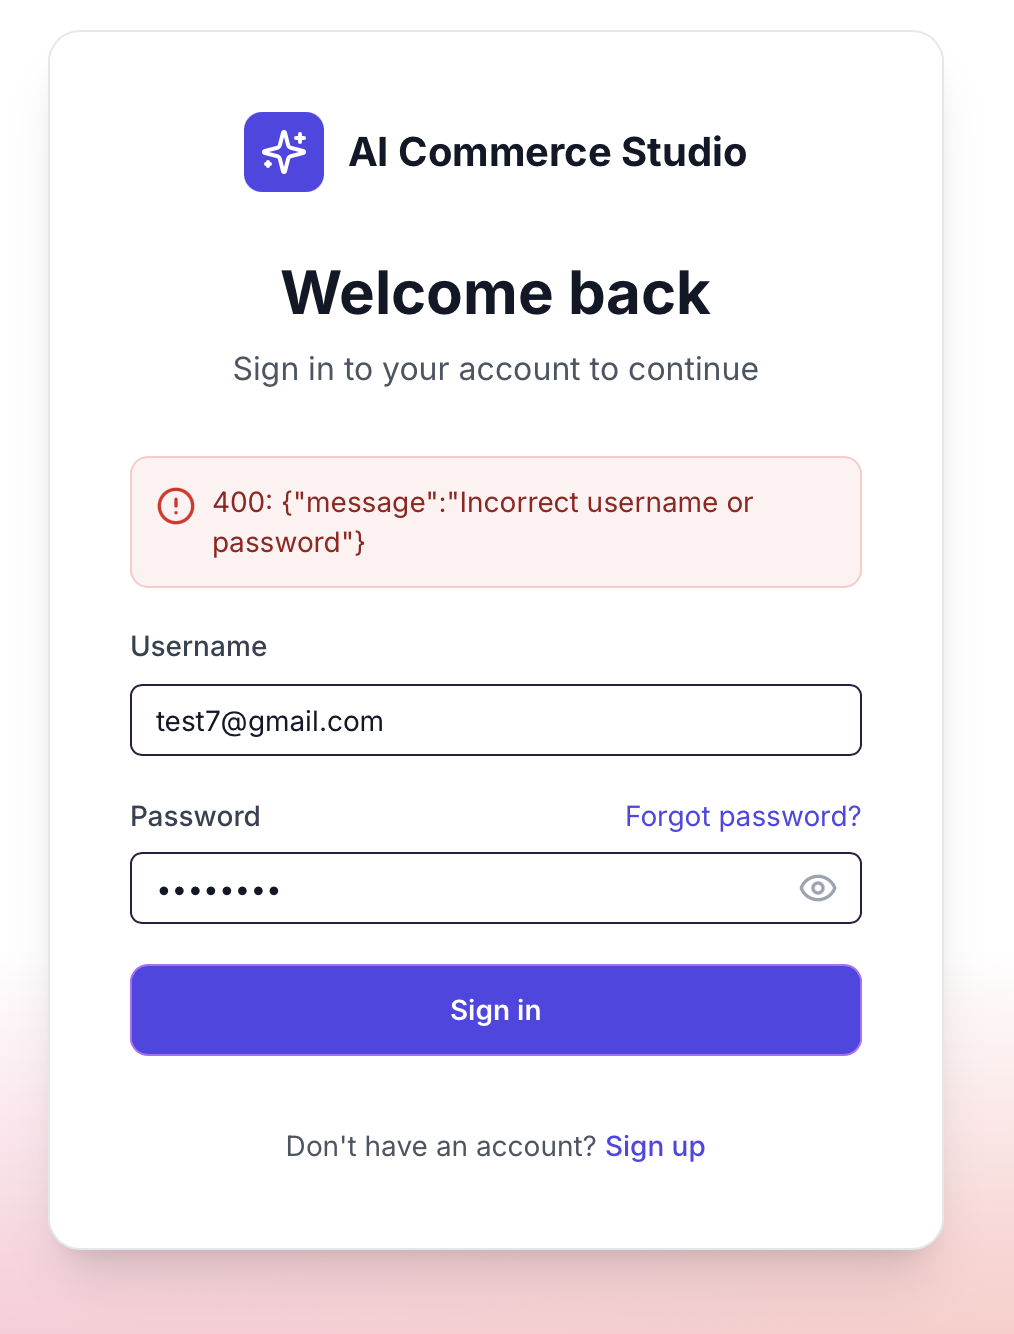 AI Commerce Studio
Welcome back
Sign in to your account to continue
400: {"message":"Incorrect username or
password"}
Username
test7@gmail.com
Password Forgot password?
••••••••
Sign in
Don't have an account? Sign up